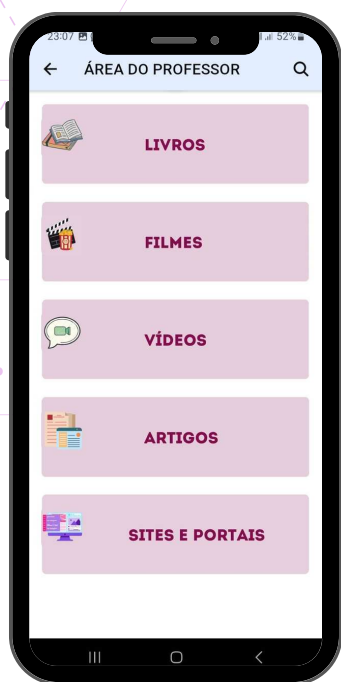 23:07
52%
ÁREA DO PROFESSOR
LIVROS
FILMES
VÍDEOS
ARTIGOS
SITES E PORTAIS